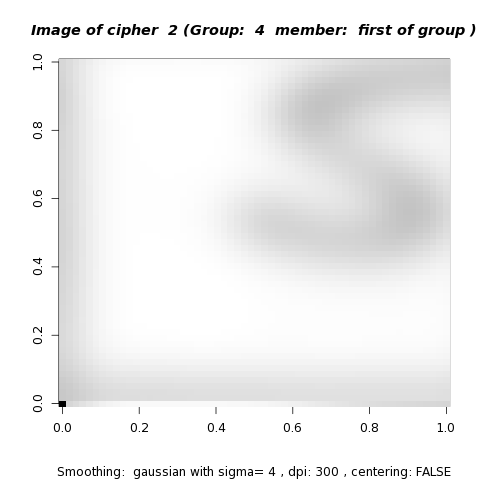 Image of cipher 2 (Group: 4 member: first of group )
1.0
0.8
0.6
0.4
0.2
0.0
0.0 0.2 0.4 0.6 0.8 1.0
Smoothing: gaussian with sigma= 4 , dpi: 300 , centering: FALSE